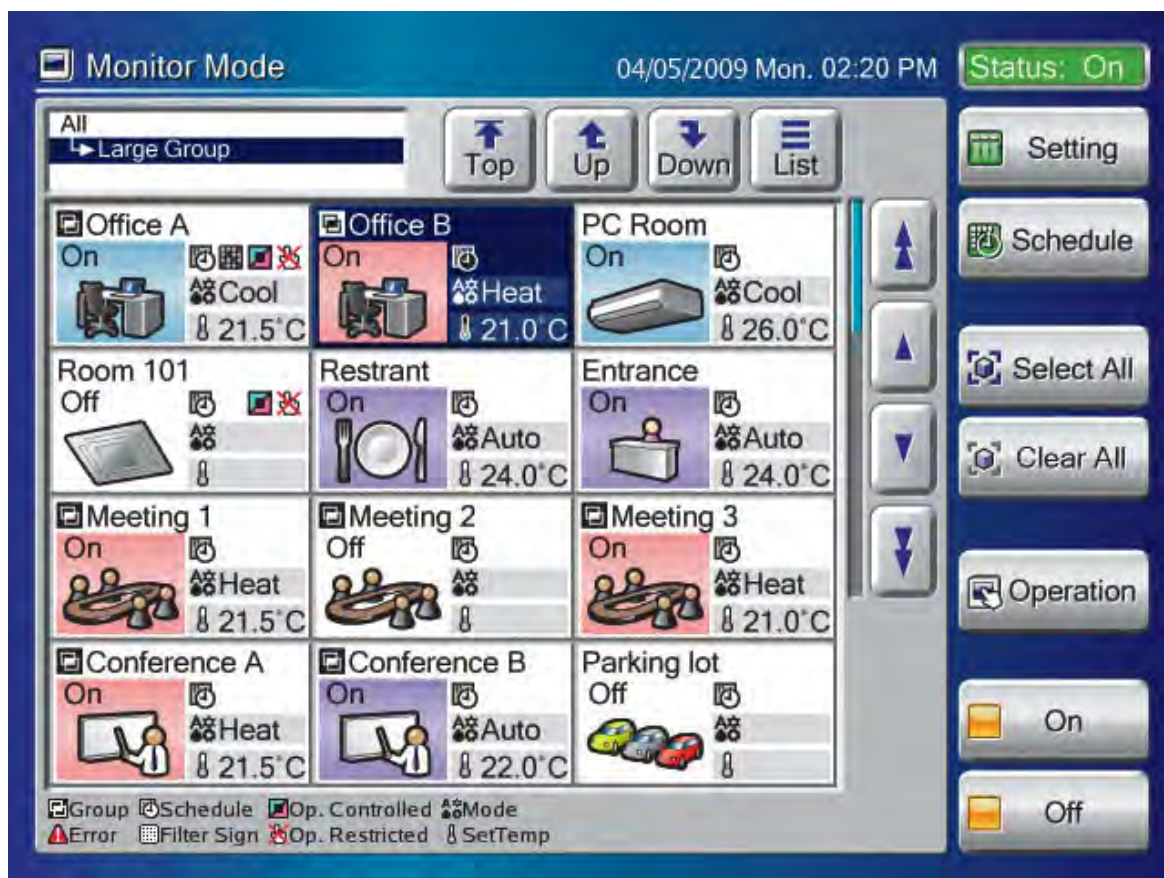 Monitor Mode
04/05/2009 Mon. 02:20 PM
Status: On
All
Large Group
Top
Up
Down
List
Setting
Schedule
Select All
Clear All
Operation
On
Off
Office A
On
Cool
21.5°C
Office B
On
Heat
21.0°C
PC Room
On
Cool
26.0°C
Room 101
Off
Restrant
On
Auto
24.0°C
Entrance
On
Auto
24.0°C
Meeting 1
On
Heat
21.5°C
Meeting 2
Off
Meeting 3
On
Heat
21.0°C
Conference A
On
Heat
21.5°C
Conference B
On
Auto
22.0°C
Parking lot
Off
Group Schedule Op. Controlled Mode
Error Filter Sign Op. Restricted SetTemp